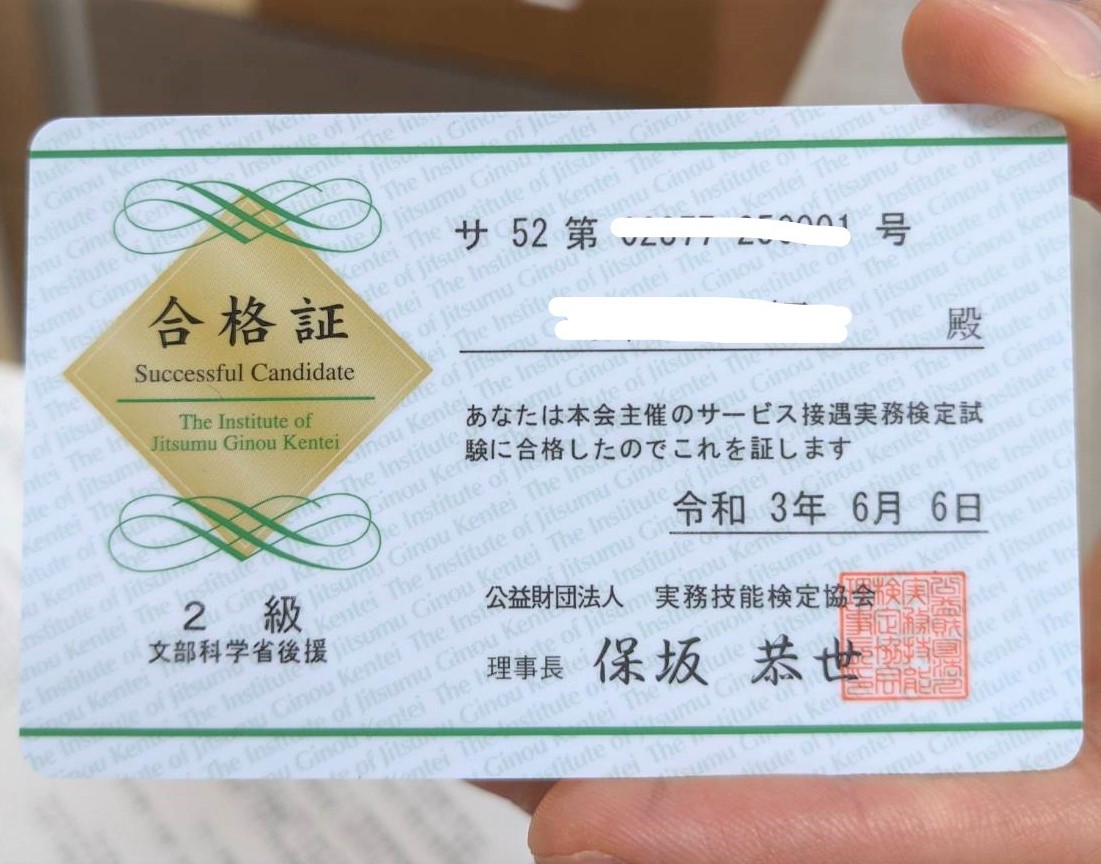 合格証
Successful Candidate
The Institute of
Jitsumu Ginou Kentei
2 級
文部科学省後援
サ 52 第 号
殿
あなたは本会主催のサービス接遇実務検定試
験に合格したのでこれを証します
令和 3年 6月 6日
公益財団法人 実務技能検定協会
理事長 保坂 恭世